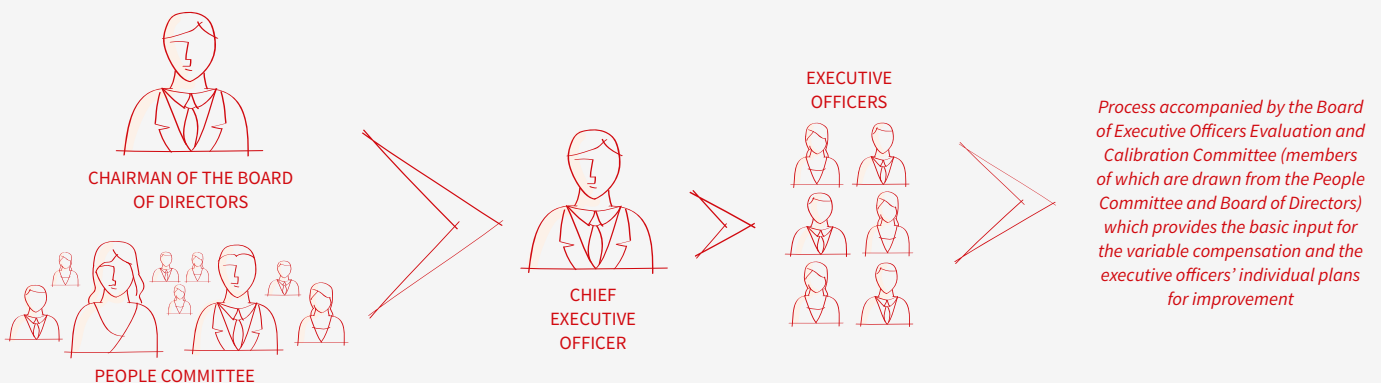 CHAIRMAN OF THE BOARD
OF DIRECTORS
PEOPLE COMMITTEE
CHIEF
EXECUTIVE
OFFICER
EXECUTIVE
OFFICERS
Process accompanied by the Board
of Executive Officers Evaluation and
Calibration Committee (members
of which are drawn from the People
Committee and Board of Directors)
which provides the basic input for
the variable compensation and the
executive officers’ individual plans
for improvement